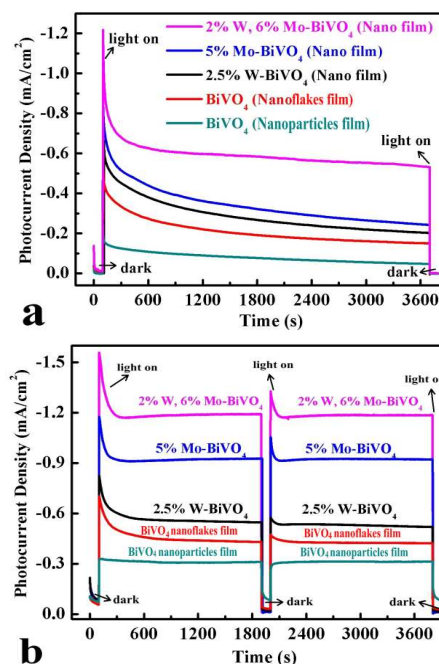 -1.2
-1.0
-0.8
-0.6
-0.4
-0.2
0.0
Photocurrent Density (mA/cm²)
light on
2% W, 6% Mo-BiVO₄ (Nano film)
5% Mo-BiVO₄ (Nano film)
2.5% W-BiVO₄ (Nano film)
BiVO₄ (Nanoflakes film)
BiVO₄ (Nanoparticles film)
light on
dark
dark
0 600 1200 1800 2400 3000 3600
Time (s)
a
-1.5
-1.2
-0.9
-0.6
-0.3
0.0
Photocurrent Density (mA/cm²)
light on
light on
light on
2% W, 6% Mo-BiVO₄
2% W, 6% Mo-BiVO₄
5% Mo-BiVO₄
5% Mo-BiVO₄
2.5% W-BiVO₄
2.5% W-BiVO₄
BiVO₄ nanoflakes film
BiVO₄ nanoflakes film
BiVO₄ nanoparticles film
BiVO₄ nanoparticles film
dark
dark
dark
0 600 1200 1800 2400 3000 3600
Time (s)
b